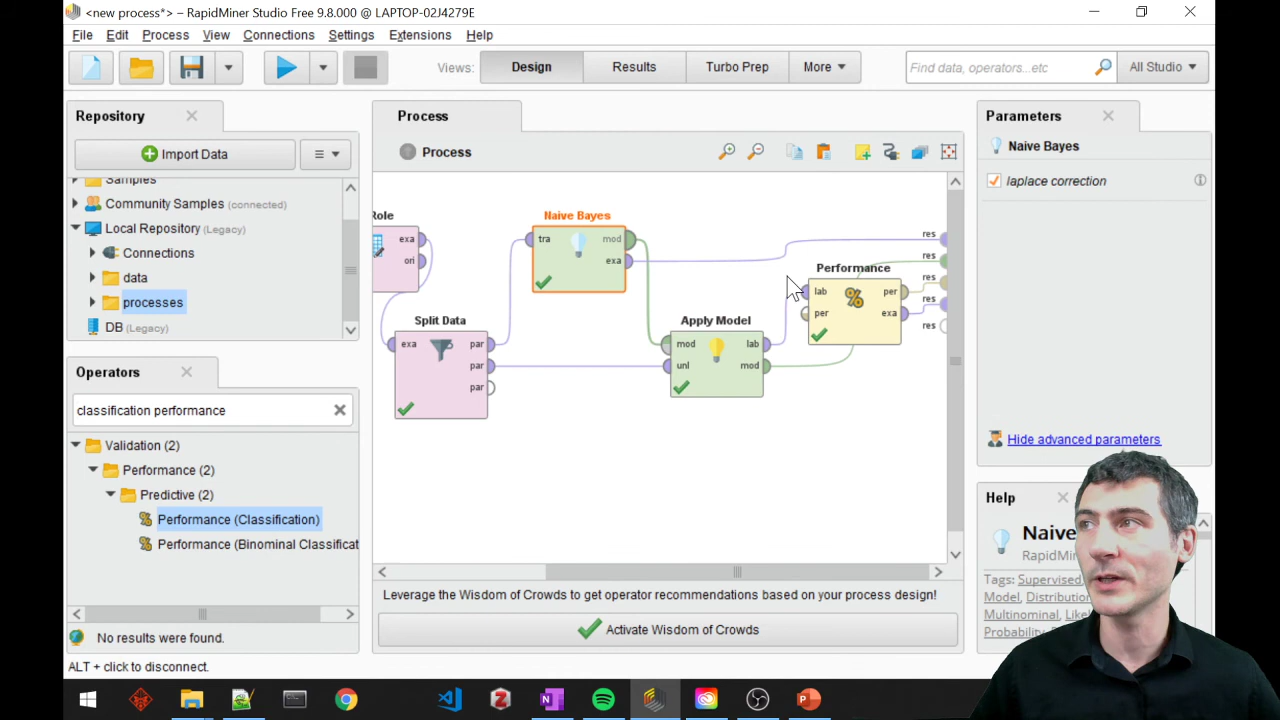 <new process*> – RapidMiner Studio Free 9.8.000 @ LAPTOP-02J4279E
File Edit Process View Connections Settings Extensions Help
Views: Design Results Turbo Prep More
Find data, operators...etc All Studio
Repository
Import Data
Samples
Community Samples (connected)
Local Repository (Legacy)
Connections
data
processes
DB (Legacy)
Operators
classification performance
Validation (2)
Performance (2)
Predictive (2)
Performance (Classification)
Performance (Binominal Classificat
No results were found.
ALT + click to disconnect.
Process
Process
Role
exa
ori
Naive Bayes
tra mod
exa
Split Data
exa par
par
par
Apply Model
mod lab
unl mod
Performance
lab per
per exa
res
res
res
res
res
Leverage the Wisdom of Crowds to get operator recommendations based on your process design!
Activate Wisdom of Crowds
Parameters
Naive Bayes
laplace correction
Hide advanced parameters
Help
Naive
RapidMin
Tags: Supervised
Model, Distribution
Multinominal, Likel
Probability,